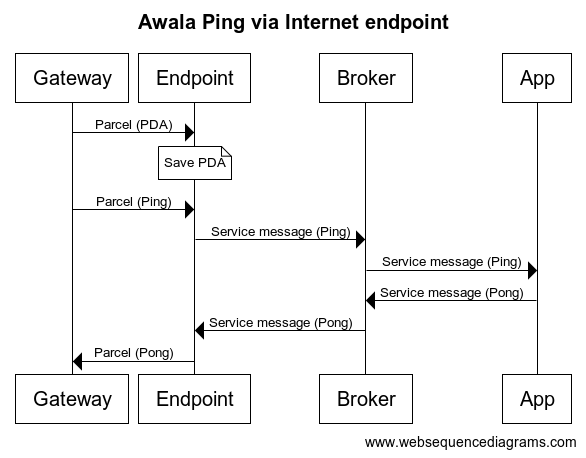 Awala Ping via Internet endpoint
Gateway Endpoint Broker App
Parcel (PDA)
Save PDA
Parcel (Ping)
Service message (Ping)
Service message (Ping)
Service message (Pong)
Service message (Pong)
Parcel (Pong)
Gateway Endpoint Broker App
www.websequencediagrams.com